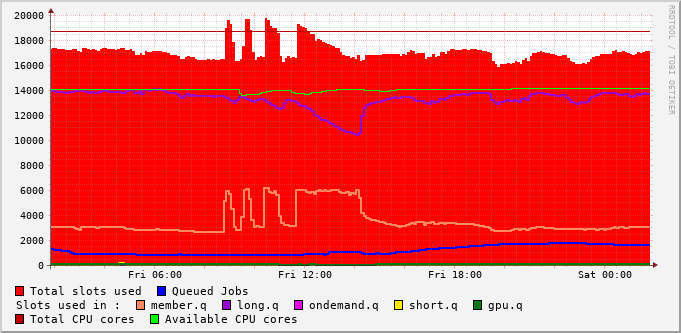 20000
18000
16000
14000
12000
10000
8000
6000
4000
2000
0
Fri 06:00 Fri 12:00 Fri 18:00 Sat 00:00
RRDTOOL / TOBI OETIKER
Total slots used Queued Jobs
Slots used in : member.q long.q ondemand.q short.q gpu.q
Total CPU cores Available CPU cores